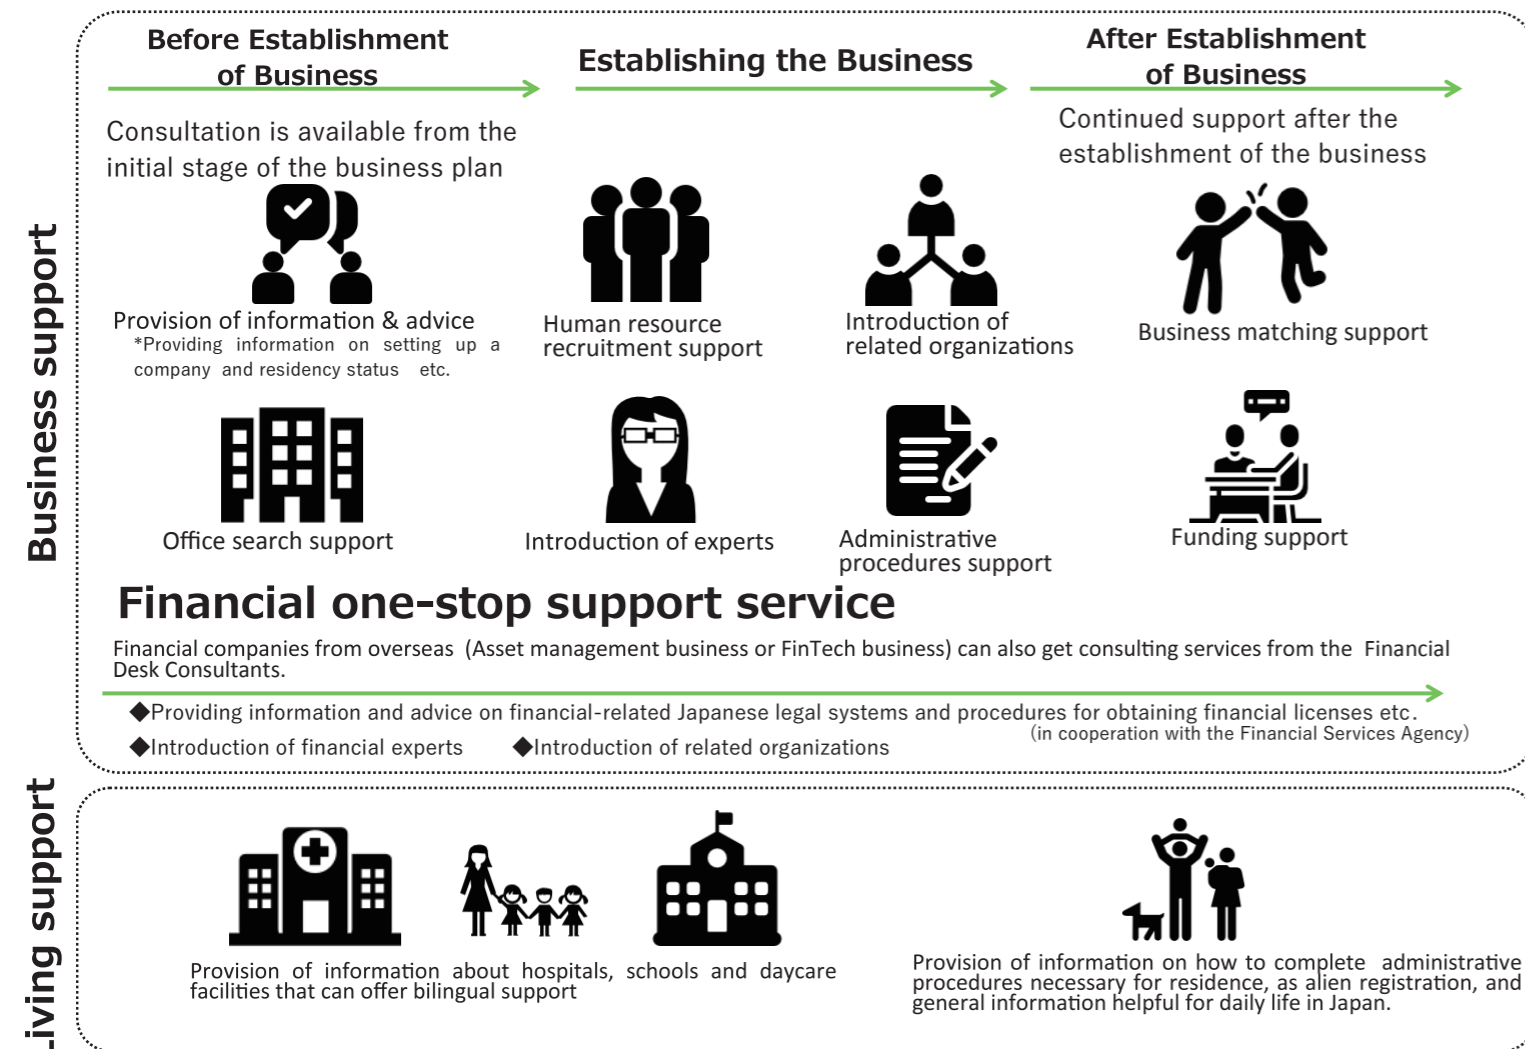 Business support
Before Establishment
of Business
Consultation is available from the
initial stage of the business plan
Provision of information & advice
*Providing information on setting up a
company and residency status etc.
Office search support
Establishing the Business
Human resource
recruitment support
Introduction of
related organizations
Introduction of experts
Administrative
procedures support
After Establishment
of Business
Continued support after the
establishment of the business
Business matching support
Funding support
Financial one-stop support service
Financial companies from overseas (Asset management business or FinTech business) can also get consulting services from the Financial
Desk Consultants.
◆Providing information and advice on financial-related Japanese legal systems and procedures for obtaining financial licenses etc.
(in cooperation with the Financial Services Agency)
◆Introduction of financial experts ◆Introduction of related organizations
Living support
Provision of information about hospitals, schools and daycare
facilities that can offer bilingual support
Provision of information on how to complete administrative
procedures necessary for residence, as alien registration, and
general information helpful for daily life in Japan.